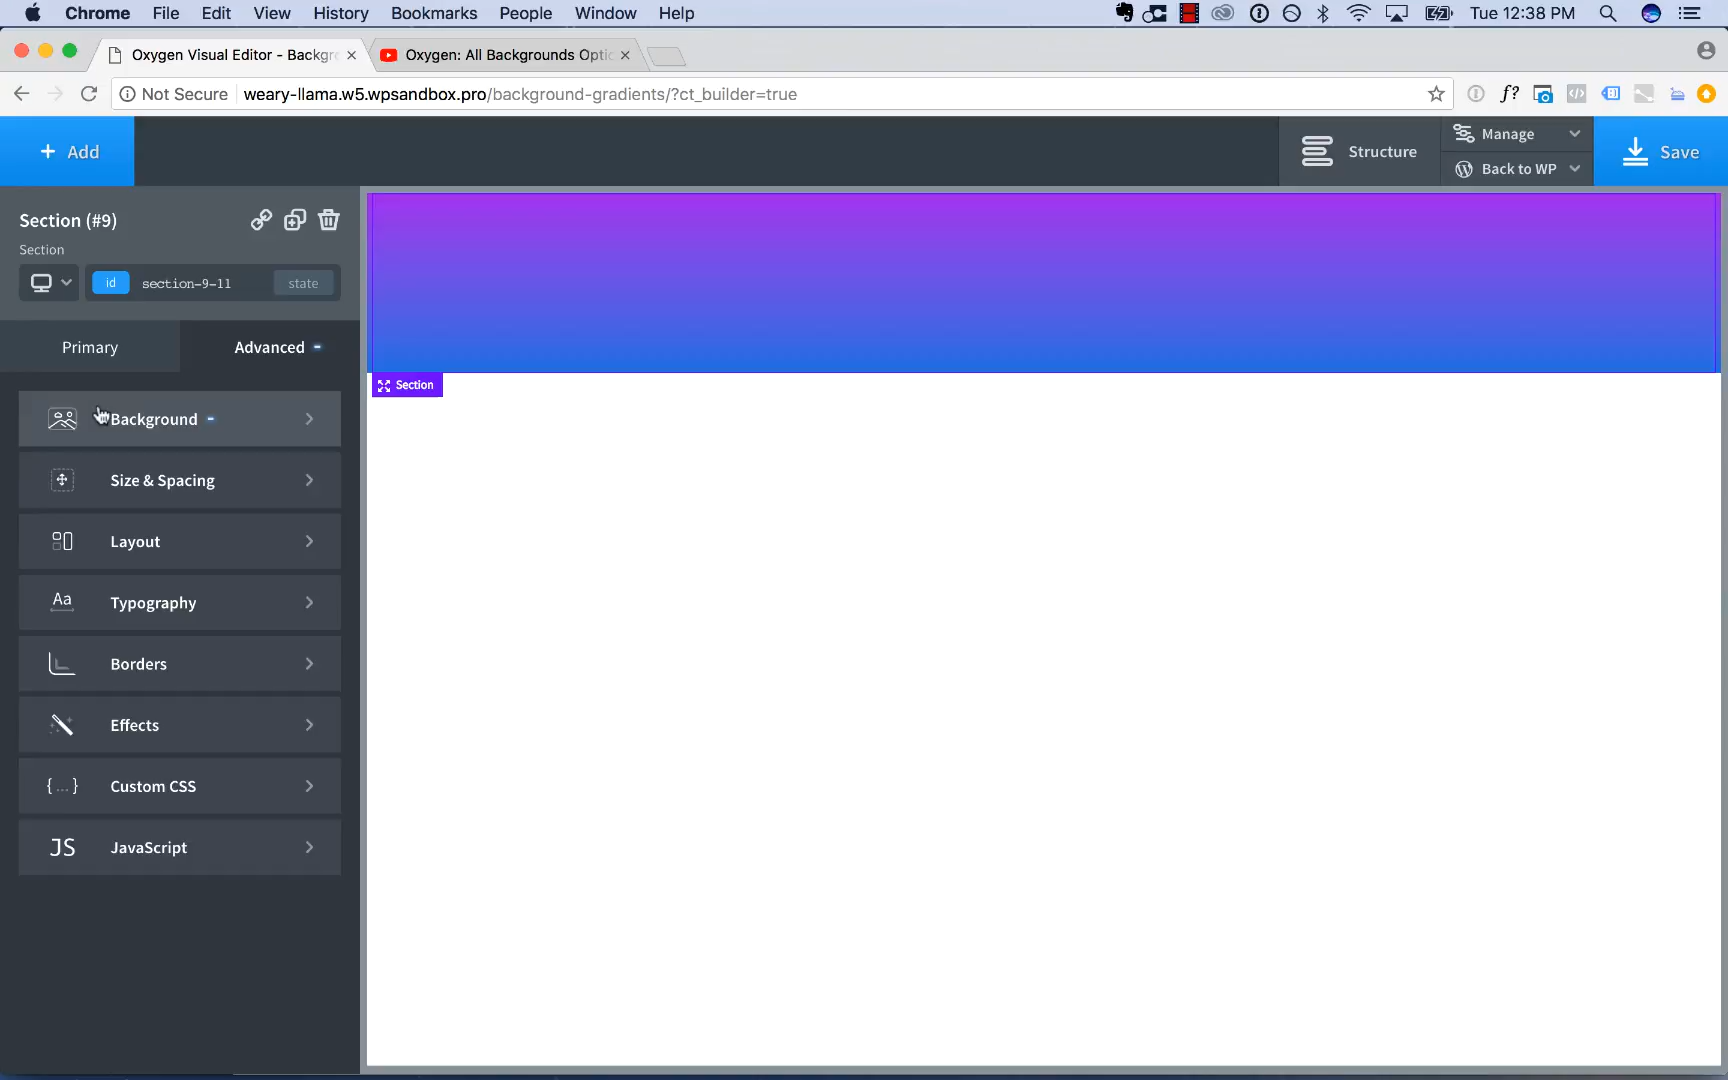 Chrome File Edit View History Bookmarks People Window Help Tue 12:38 PM
Oxygen Visual Editor - Backgr
Oxygen: All Backgrounds Optic
Not Secure weary-llama.w5.wpsandbox.pro/background-gradients/?ct_builder=true f?
+ Add
Structure
Manage
Back to WP
Save
Section (#9)
Section
id section-9-11 state
Primary
Advanced
Section
Background
Size & Spacing
Layout
Aa Typography
Borders
Effects
{...} Custom CSS
JS JavaScript